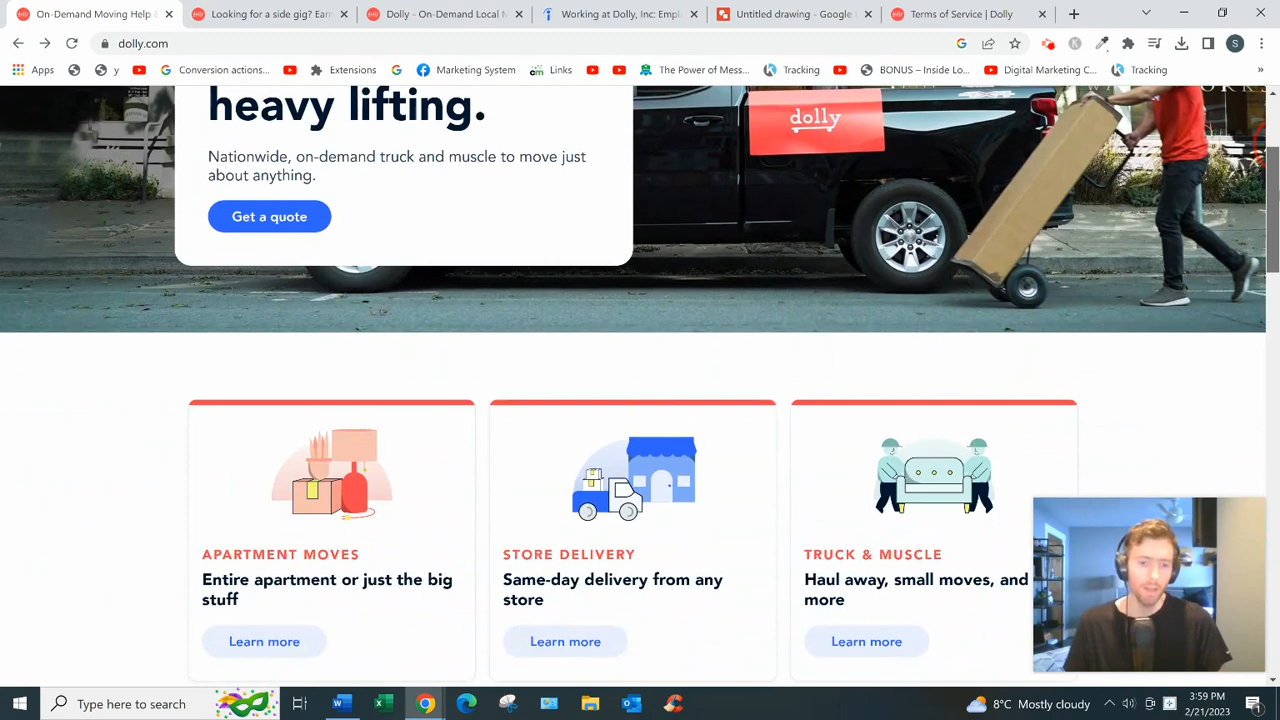 On-Demand Moving Help &
Looking for a side gig? Earn
Dolly - On-Demand Local M
Working at Dolly, Inc: Emplo
Untitled drawing - Google
Terms of Service | Dolly
dolly.com
S
Apps
y
Conversion actions...
Extensions
Marketing System
Links
The Power of Mess...
Tracking
BONUS – Inside Lo...
Digital Marketing C...
Tracking
»
heavy lifting.
dolly
Nationwide, on-demand truck and muscle to move just
about anything.
Get a quote
APARTMENT MOVES
Entire apartment or just the big
stuff
Learn more
STORE DELIVERY
Same-day delivery from any
store
Learn more
TRUCK & MUSCLE
Haul away, small moves, and
more
Learn more
Type here to search
8°C Mostly cloudy
3:59 PM
2/21/2023